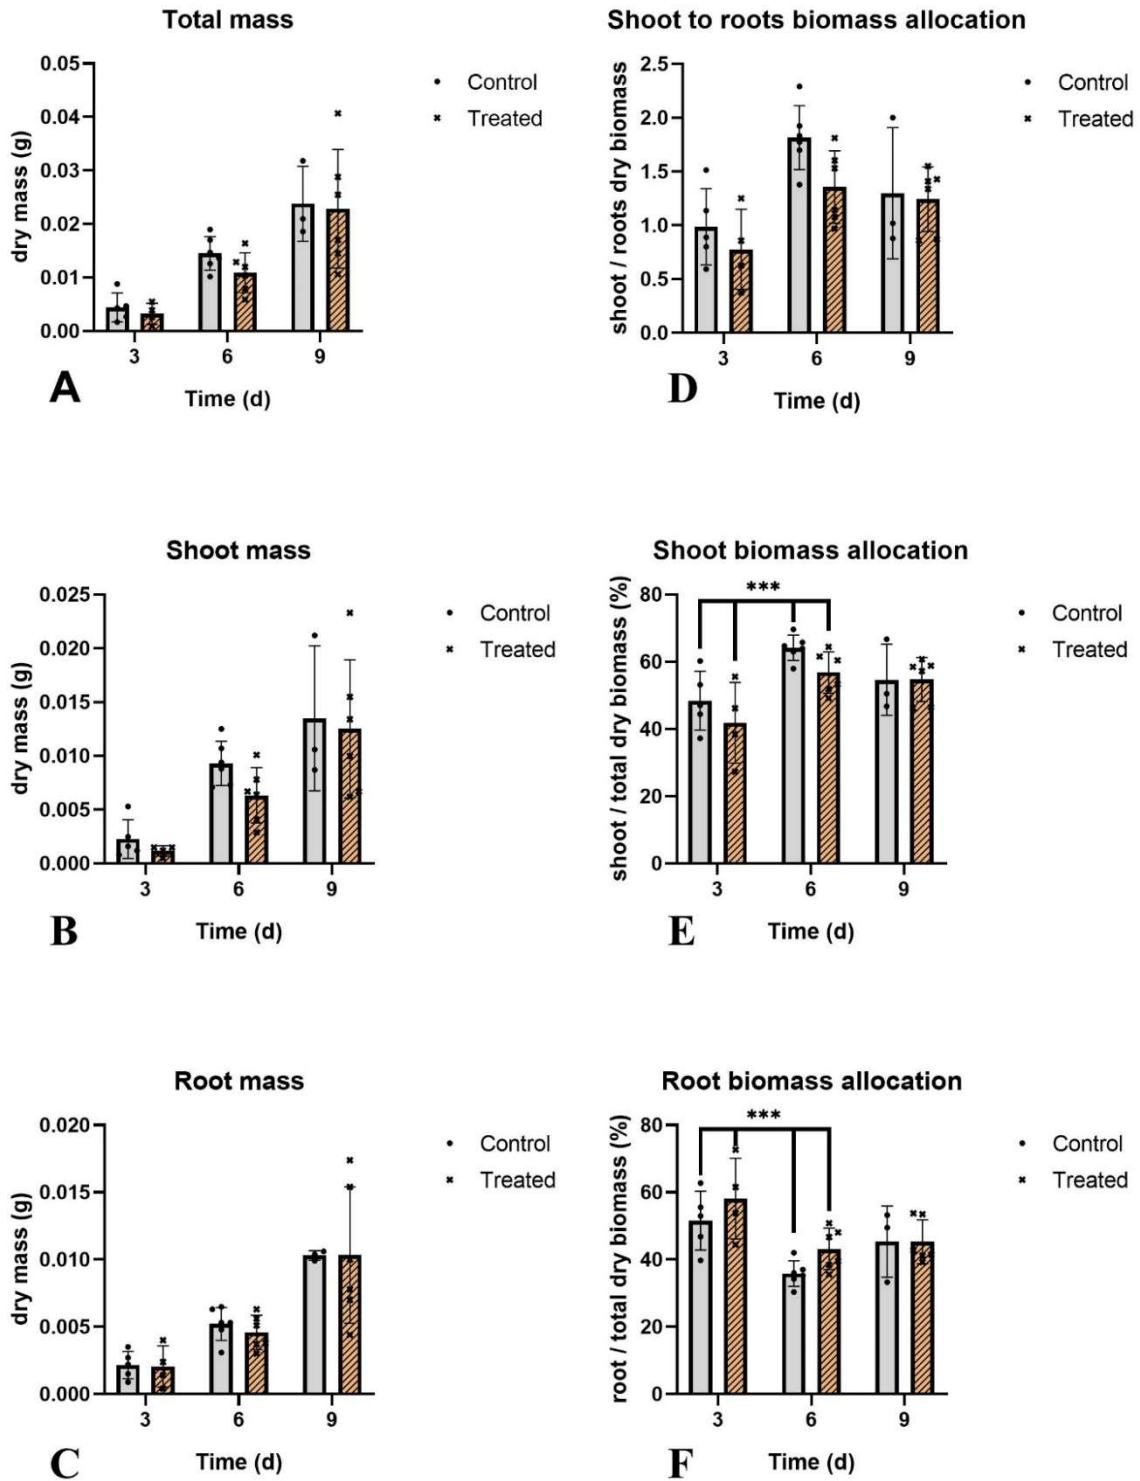 Total mass
dry mass (g)
0.05
0.04
0.03
0.02
0.01
0.00
3 6 9
Time (d)
Control
Treated
A
Shoot to roots biomass allocation
shoot / roots dry biomass
2.5
2.0
1.5
1.0
0.5
0.0
3 6 9
Time (d)
Control
Treated
D
Shoot mass
dry mass (g)
0.025
0.020
0.015
0.010
0.005
0.000
3 6 9
Time (d)
Control
Treated
B
Shoot biomass allocation
shoot / total dry biomass (%)
80
60
40
20
0
***
3 6 9
Time (d)
Control
Treated
E
Root mass
dry mass (g)
0.020
0.015
0.010
0.005
0.000
3 6 9
Time (d)
Control
Treated
C
Root biomass allocation
root / total dry biomass (%)
80
60
40
20
0
***
3 6 9
Time (d)
Control
Treated
F